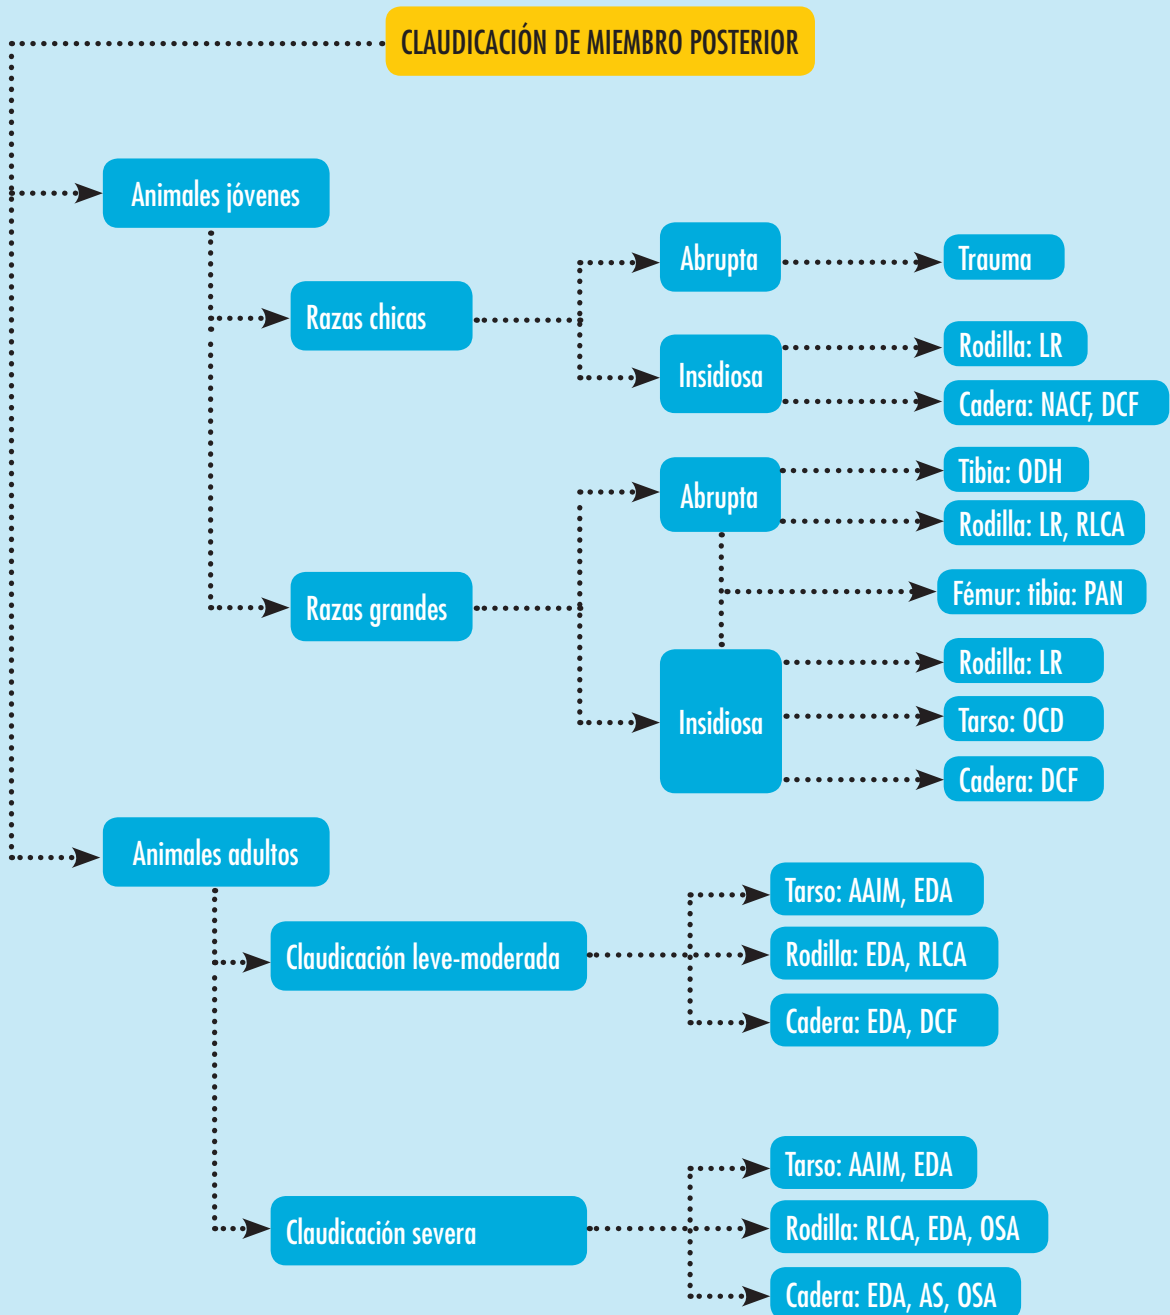 CLAUDICACIÓN DE MIEMBRO POSTERIOR
Animales jóvenes
Razas chicas
Abrupta
Trauma
Insidiosa
Rodilla: LR
Cadera: NACF, DCF
Razas grandes
Abrupta
Tibia: ODH
Rodilla: LR, RLCA
Fémur: tibia: PAN
Insidiosa
Rodilla: LR
Tarso: OCD
Cadera: DCF
Animales adultos
Claudicación leve-moderada
Tarso: AAIM, EDA
Rodilla: EDA, RLCA
Cadera: EDA, DCF
Claudicación severa
Tarso: AAIM, EDA
Rodilla: RLCA, EDA, OSA
Cadera: EDA, AS, OSA